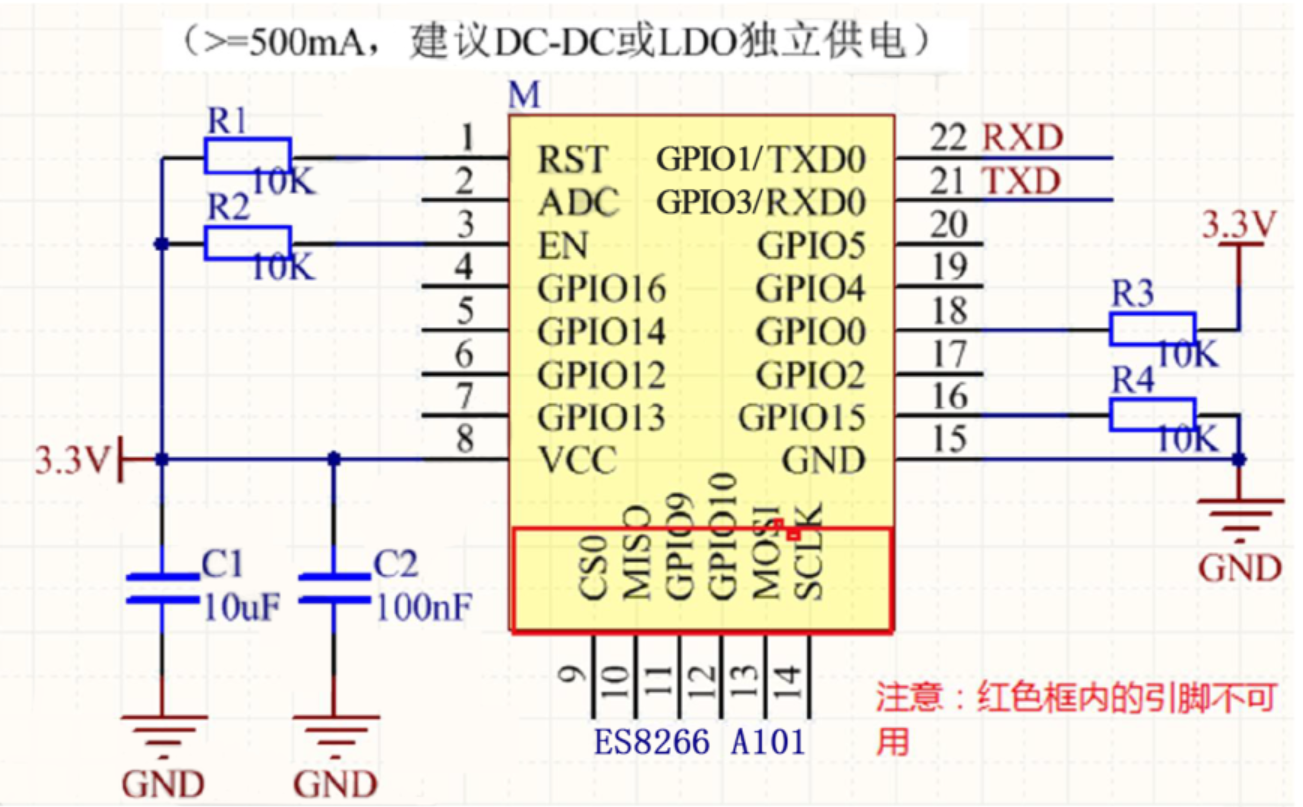 （>=500mA，建议DC-DC或LDO独立供电）
M
R1
10K
R2
10K
3.3V
C1
10uF
C2
100nF
GND
GND
1 RST
2 ADC
3 EN
4 GPIO16
5 GPIO14
6 GPIO12
7 GPIO13
8 VCC
GPIO1/TXD0 22 RXD
GPIO3/RXD0 21 TXD
GPIO5 20
GPIO4 19
GPIO0 18
GPIO2 17
GPIO15 16
GND 15
CS0 9
MISO 10
GPIO9 11
GPIO10 12
MOSI 13
SCLK 14
ES8266 A101
3.3V
R3
10K
R4
10K
GND
注意：红色框内的引脚不可
用